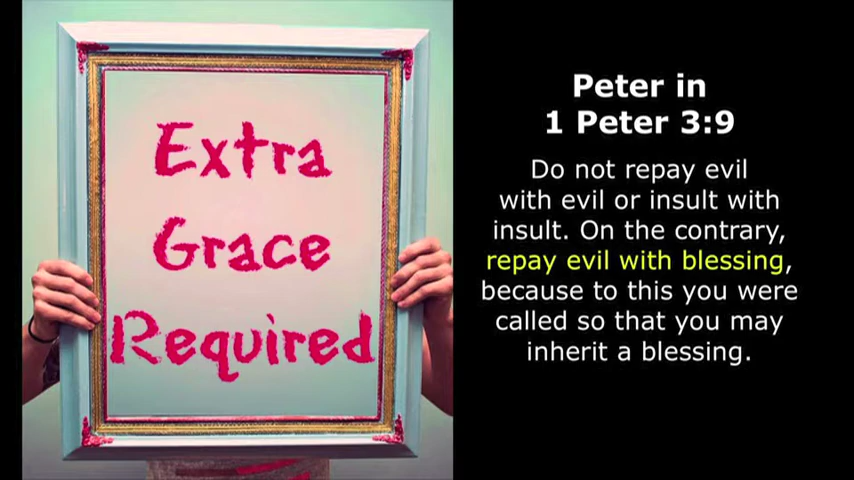 Extra
Grace
Required
Peter in
1 Peter 3:9
Do not repay evil
with evil or insult with
insult. On the contrary,
repay evil with blessing,
because to this you were
called so that you may
inherit a blessing.